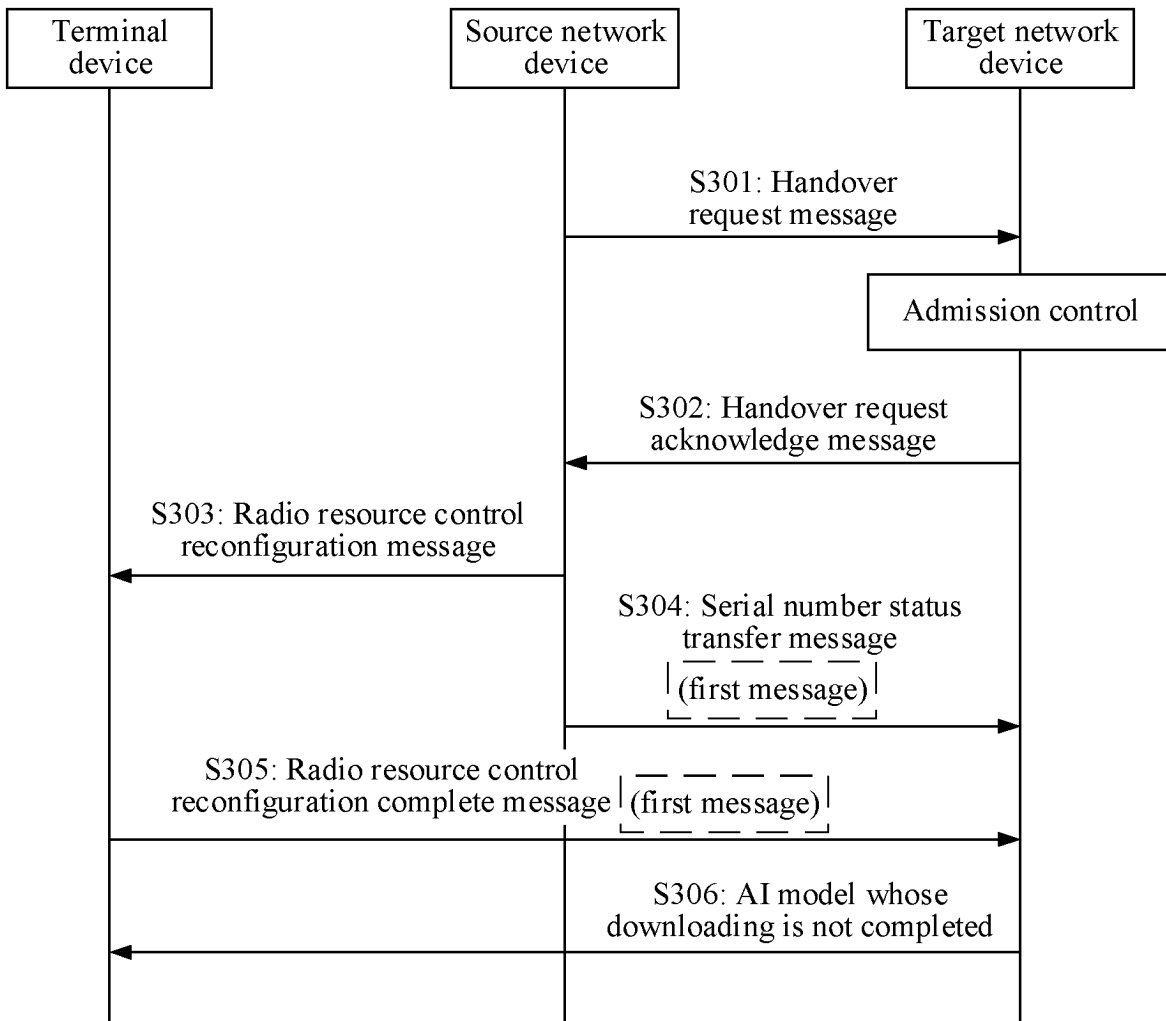 Terminal
device
Source network
device
Target network
device
S301: Handover
request message
Admission control
S302: Handover request
acknowledge message
S303: Radio resource control
reconfiguration message
S304: Serial number status
transfer message
(first message)
S305: Radio resource control
reconfiguration complete message
(first message)
S306: AI model whose
downloading is not completed